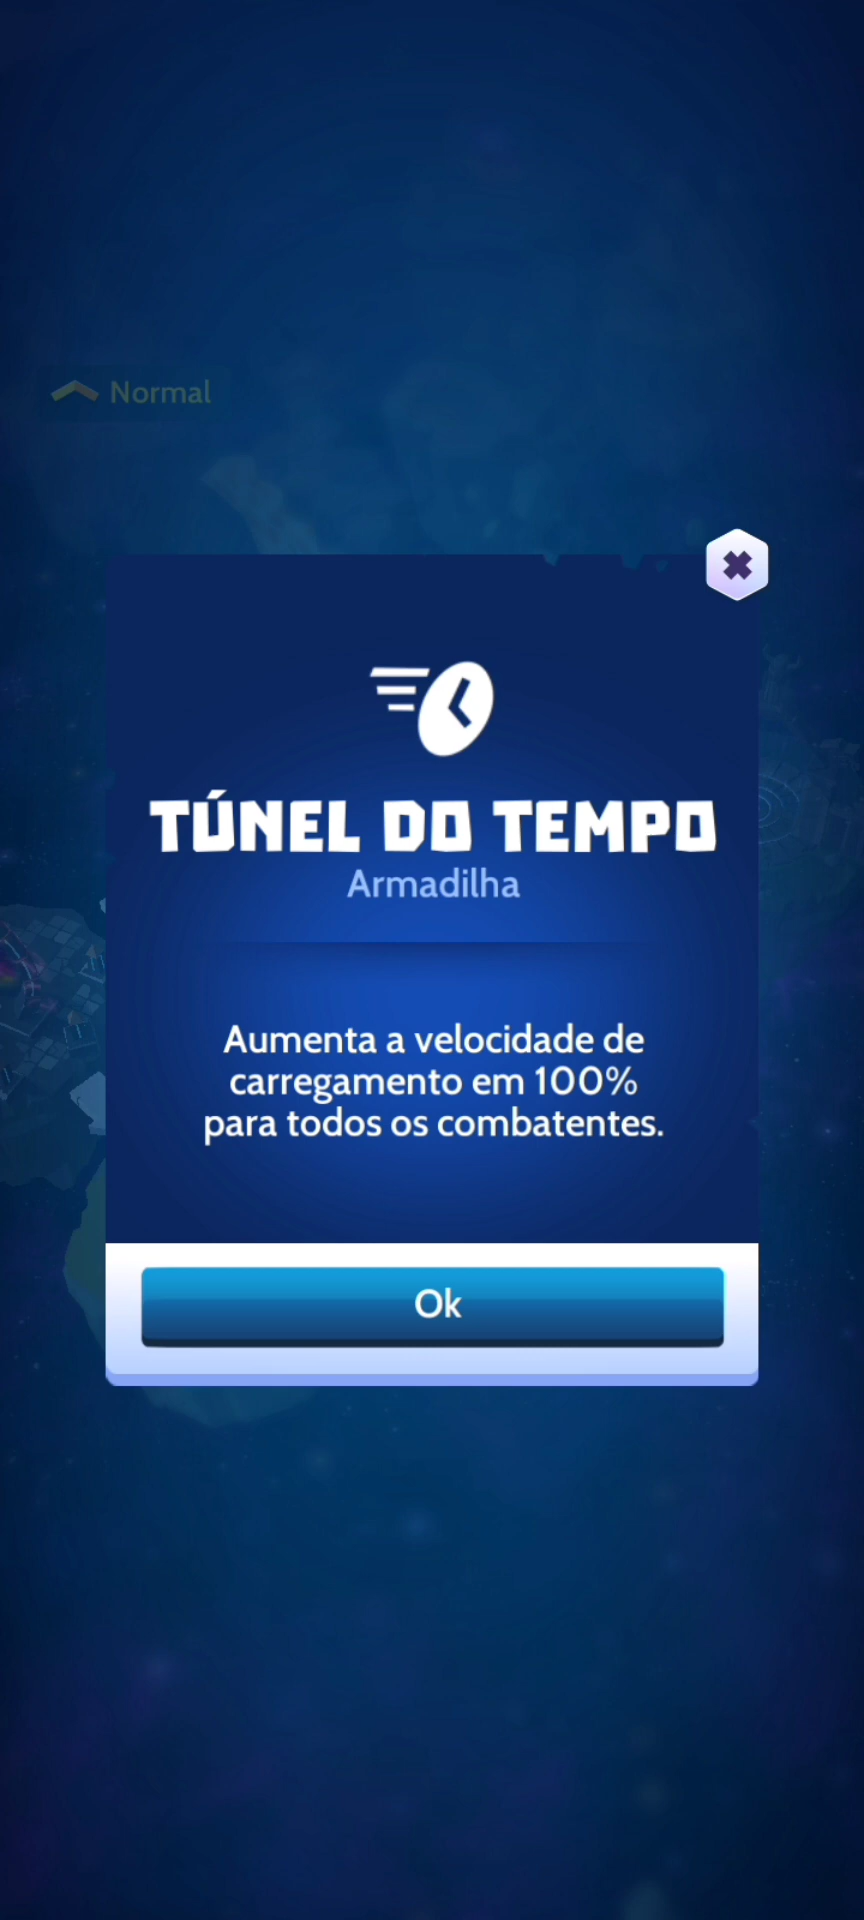 Normal
TÚNEL DO TEMPO
Armadilha
Aumenta a velocidade de
carregamento em 100%
para todos os combatentes.
Ok